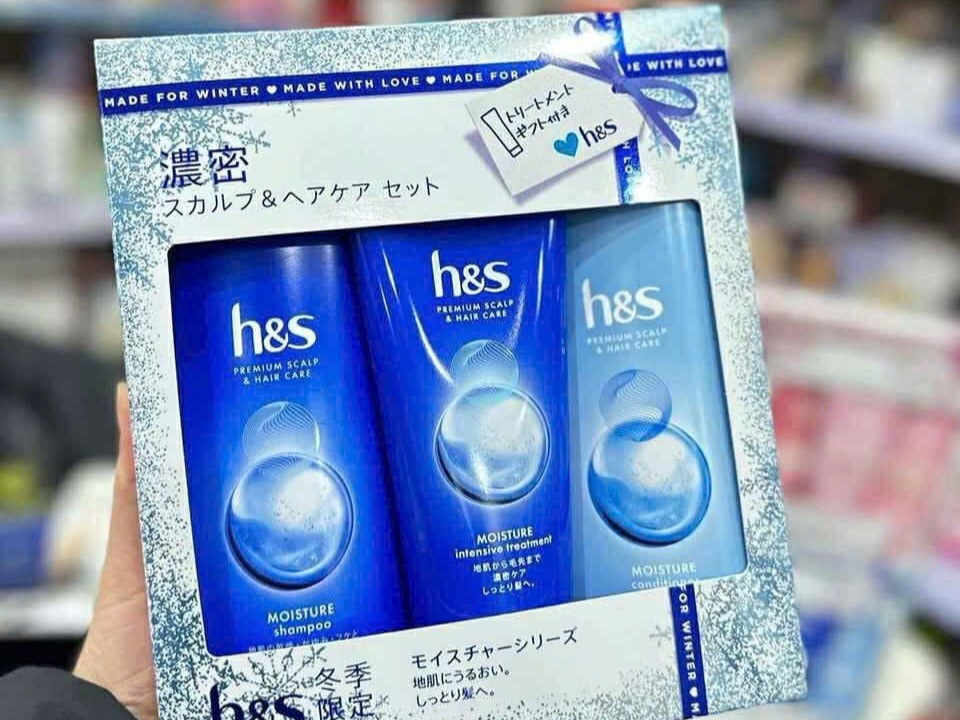 MADE FOR WINTER ♥ MADE WITH LOVE ♥ MADE FOR
E WITH LOVE
トリートメント
ギフト付き
h&s
濃密
スカルプ&ヘアケア セット
h&s
PREMIUM SCALP
& HAIR CARE
MOISTURE
shampoo
h&s
PREMIUM SCALP
& HAIR CARE
MOISTURE
intensive treatment
地肌から毛先まで
濃密ケア
しっとり髪へ。
h&s
PREMIUM SCALP
& HAIR CARE
MOISTURE
conditioner
h&s
冬季
限定
モイスチャーシリーズ
地肌にうるおい。
しっとり髪へ。
FOR WINTER ♥ M